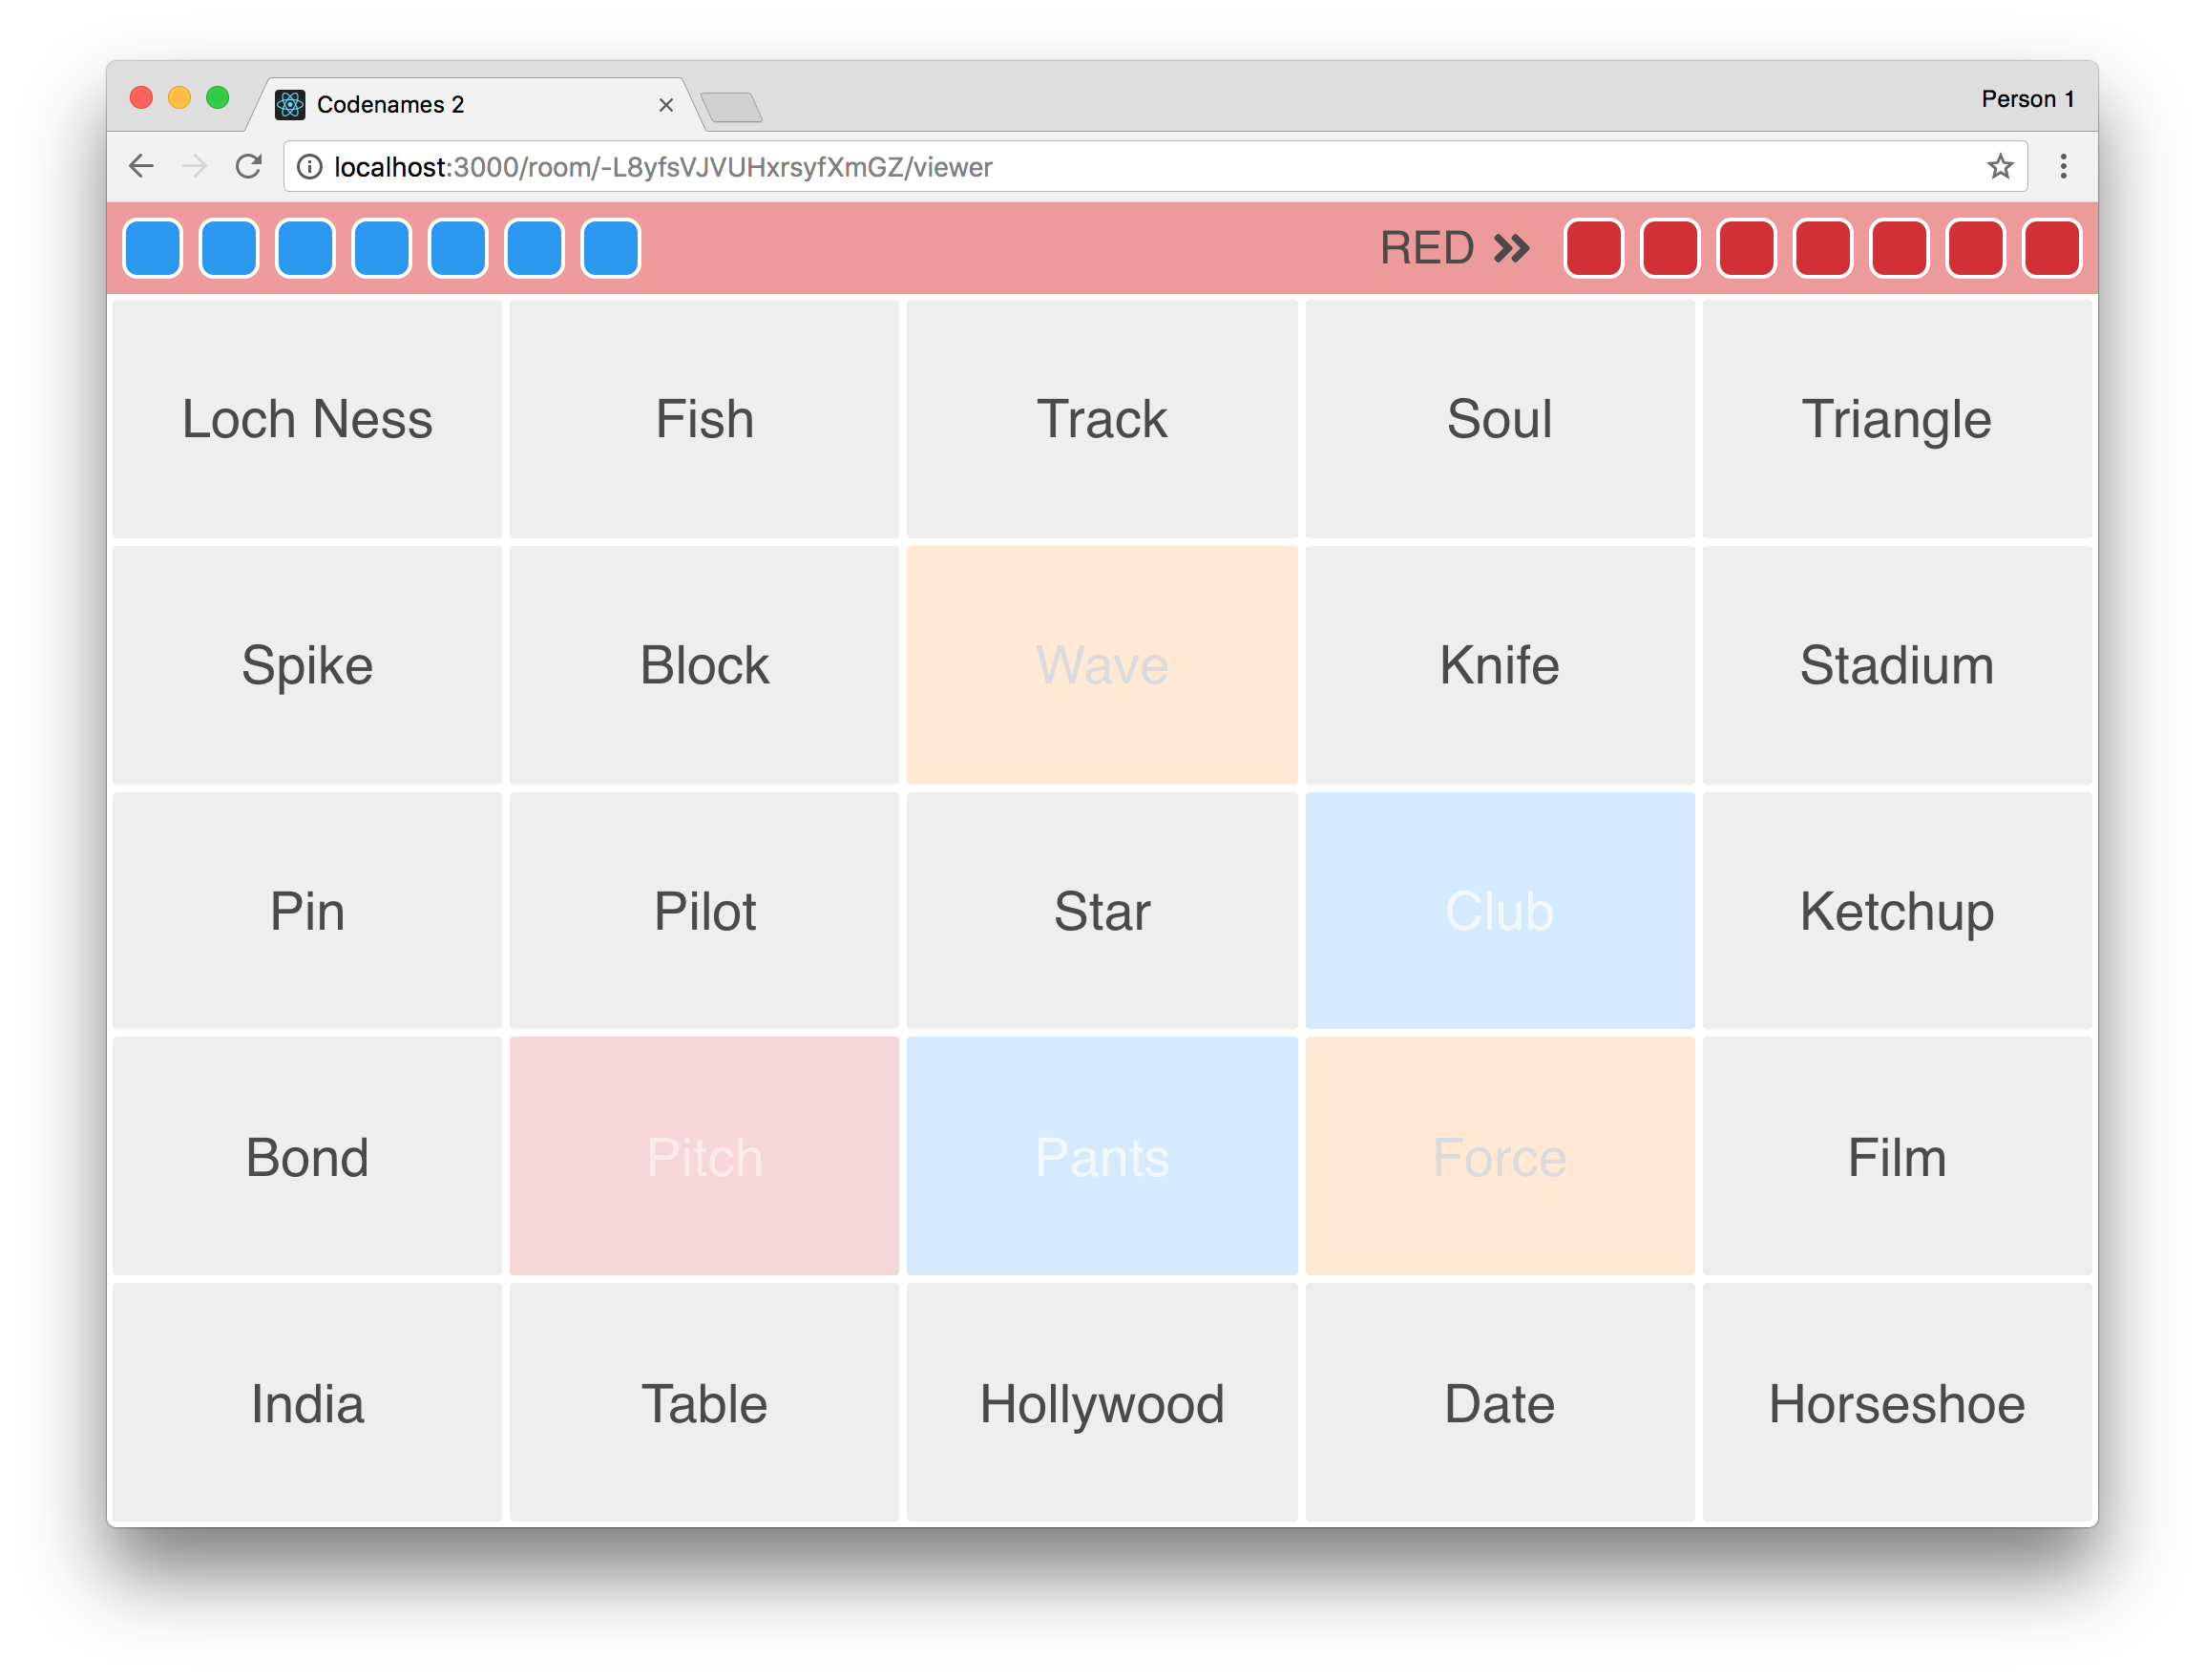 Codenames 2
Person 1
localhost:3000/room/-L8yfsVJVUHxrsyfXmGZ/viewer
RED
Loch Ness Fish Track Soul Triangle
Spike Block Wave Knife Stadium
Pin Pilot Star Club Ketchup
Bond Pitch Pants Force Film
India Table Hollywood Date Horseshoe